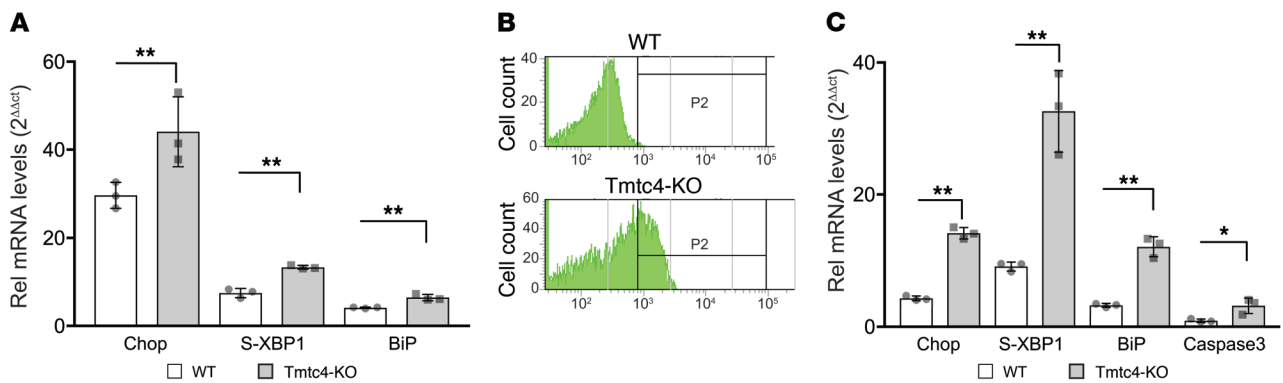 A
Rel mRNA levels (2^ΔΔct)
60
40
20
0
**
**
**
Chop S-XBP1 BiP
WT Tmtc4-KO
B
WT
Cell count
40
20
0
P2
10^2 10^3 10^4 10^5
Tmtc4-KO
Cell count
60
40
20
0
P2
10^2 10^3 10^4 10^5
C
Rel mRNA levels (2^ΔΔct)
40
20
0
**
**
**
*
Chop S-XBP1 BiP Caspase3
WT Tmtc4-KO